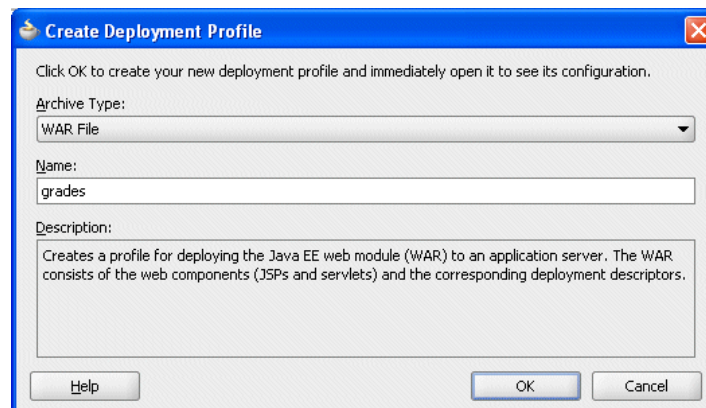 Create Deployment Profile
Click OK to create your new deployment profile and immediately open it to see its configuration.
Archive Type:
WAR File
Name:
grades
Description:
Creates a profile for deploying the Java EE web module (WAR) to an application server. The WAR
consists of the web components (JSPs and servlets) and the corresponding deployment descriptors.
Help
OK
Cancel